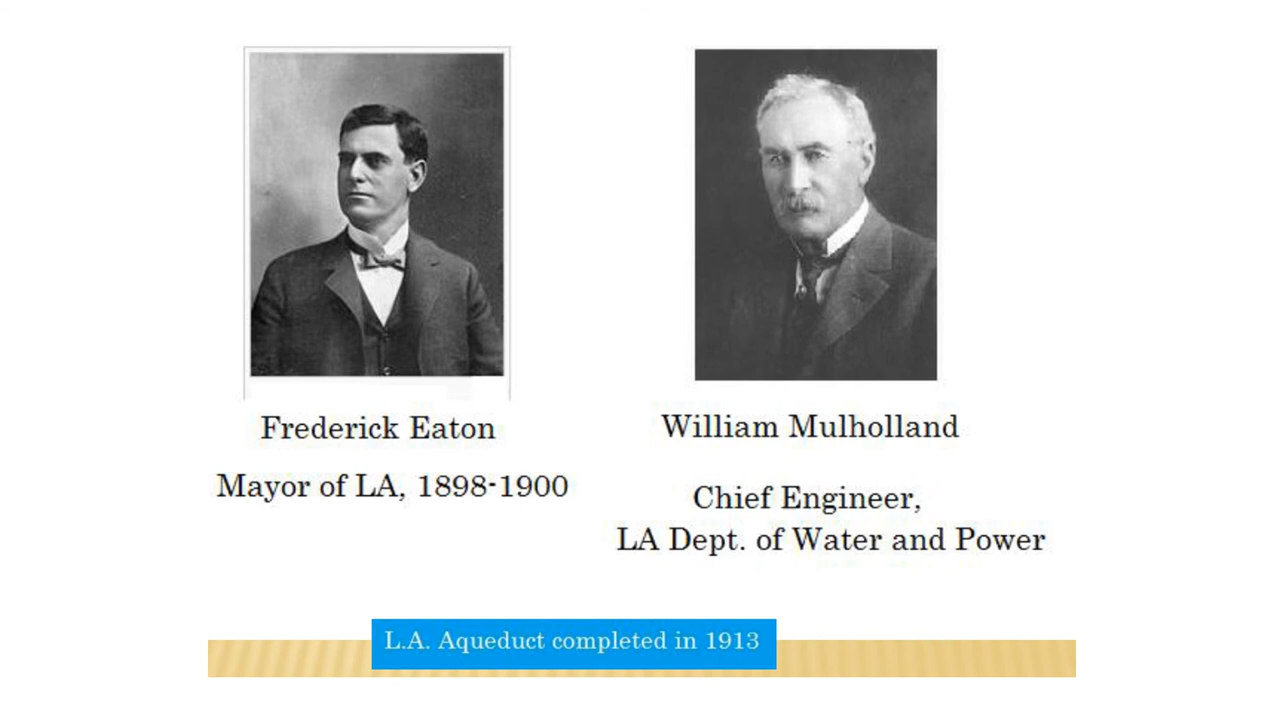 Frederick Eaton
Mayor of LA, 1898-1900
William Mulholland
Chief Engineer,
LA Dept. of Water and Power
L.A. Aqueduct completed in 1913